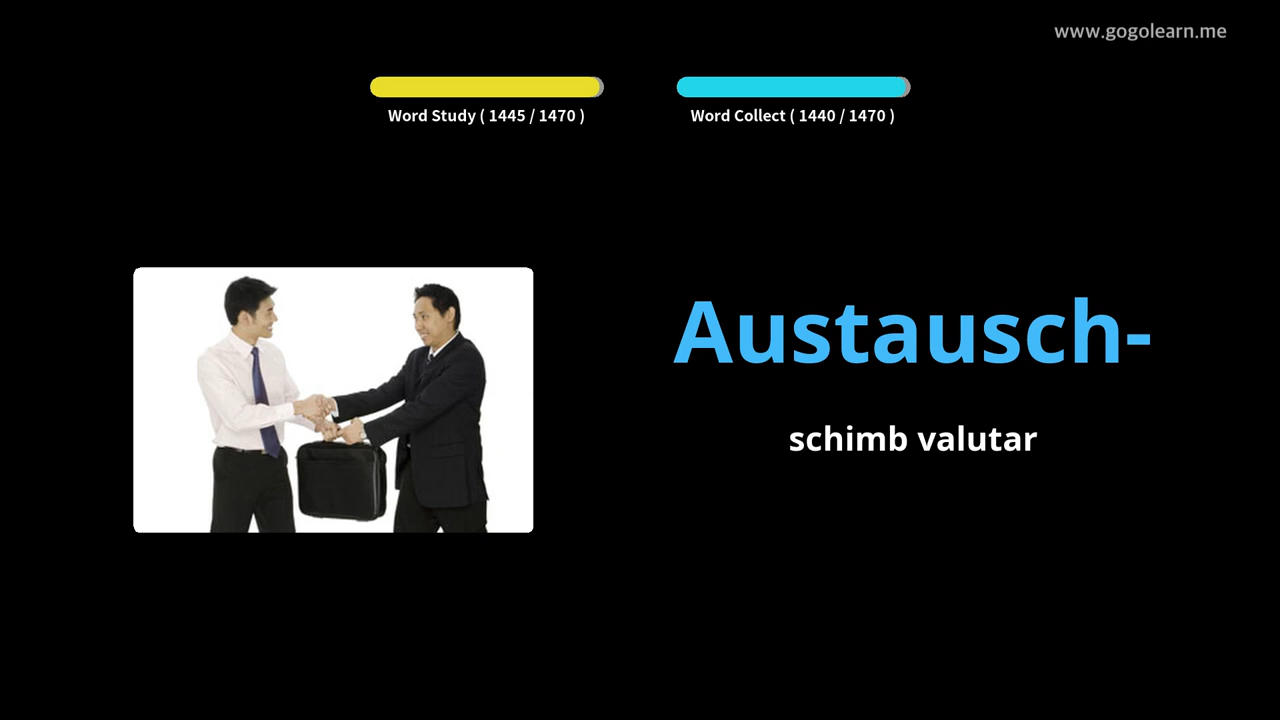 www.gogolearn.me
Word Study ( 1445 / 1470 )
Word Collect ( 1440 / 1470 )
Austausch-
schimb valutar